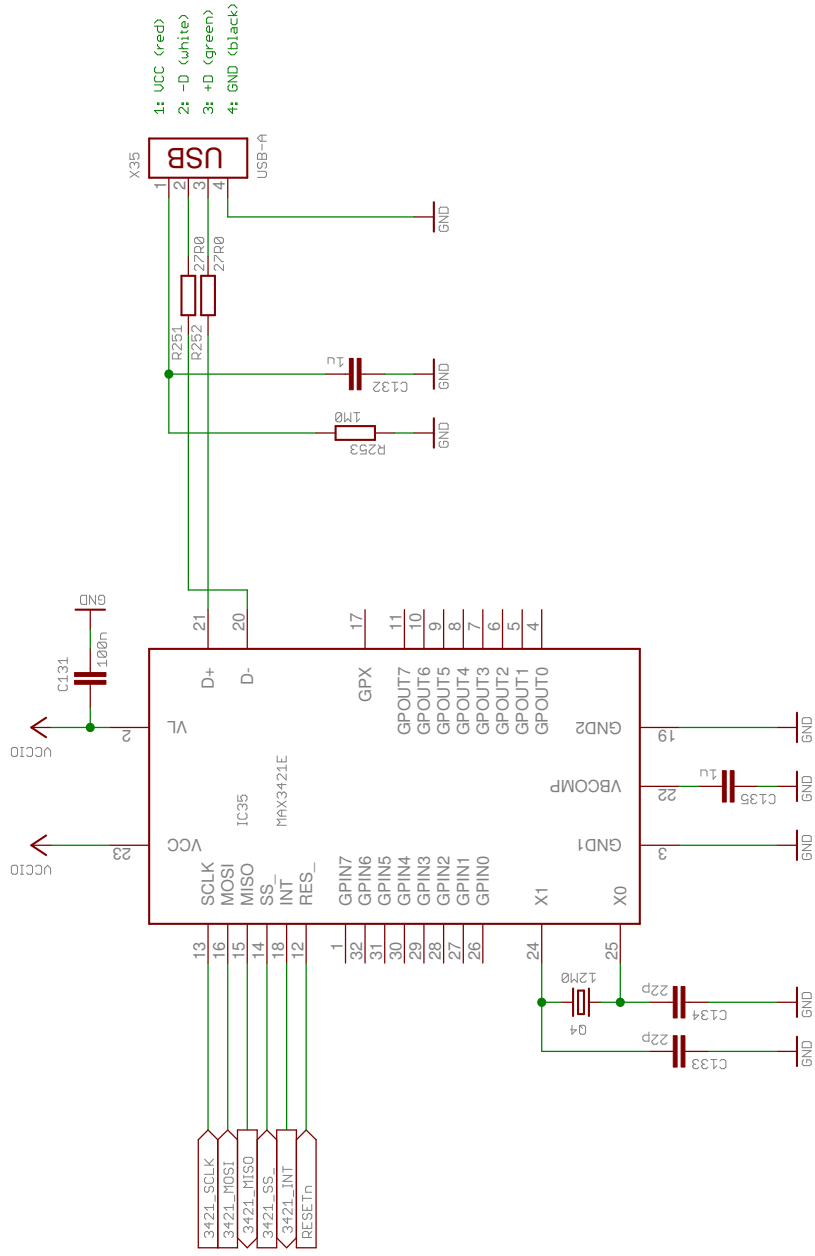 1: VCC (red)
2: -D (white)
3: +D (green)
4: GND (black)
X35
USB
USB-A
1
2
3
4
GND
27R0
27R0
R251
R252
1u
C132
GND
1M0
R253
GND
GND
C131
100n
VCCIO
2
VL
VCCIO
23
VCC
21
D+
20
D-
17
GPX
11
GPOUT7
10
GPOUT6
9
GPOUT5
8
GPOUT4
7
GPOUT3
6
GPOUT2
5
GPOUT1
4
GPOUT0
IC35
MAX3421E
GND2
19
GND
VBCOMP
22
1u
C135
GND
GND1
3
GND
SCLK
13
3421_SCLK
MOSI
16
3421_MOSI
MISO
15
3421_MISO
SS_
14
3421_SS_
INT
18
3421_INT
RES_
12
RESETn
GPIN7
1
GPIN6
32
GPIN5
31
GPIN4
30
GPIN3
29
GPIN2
28
GPIN1
27
GPIN0
26
X1
24
X0
25
12M0
Q4
22p
C134
GND
22p
C133
GND